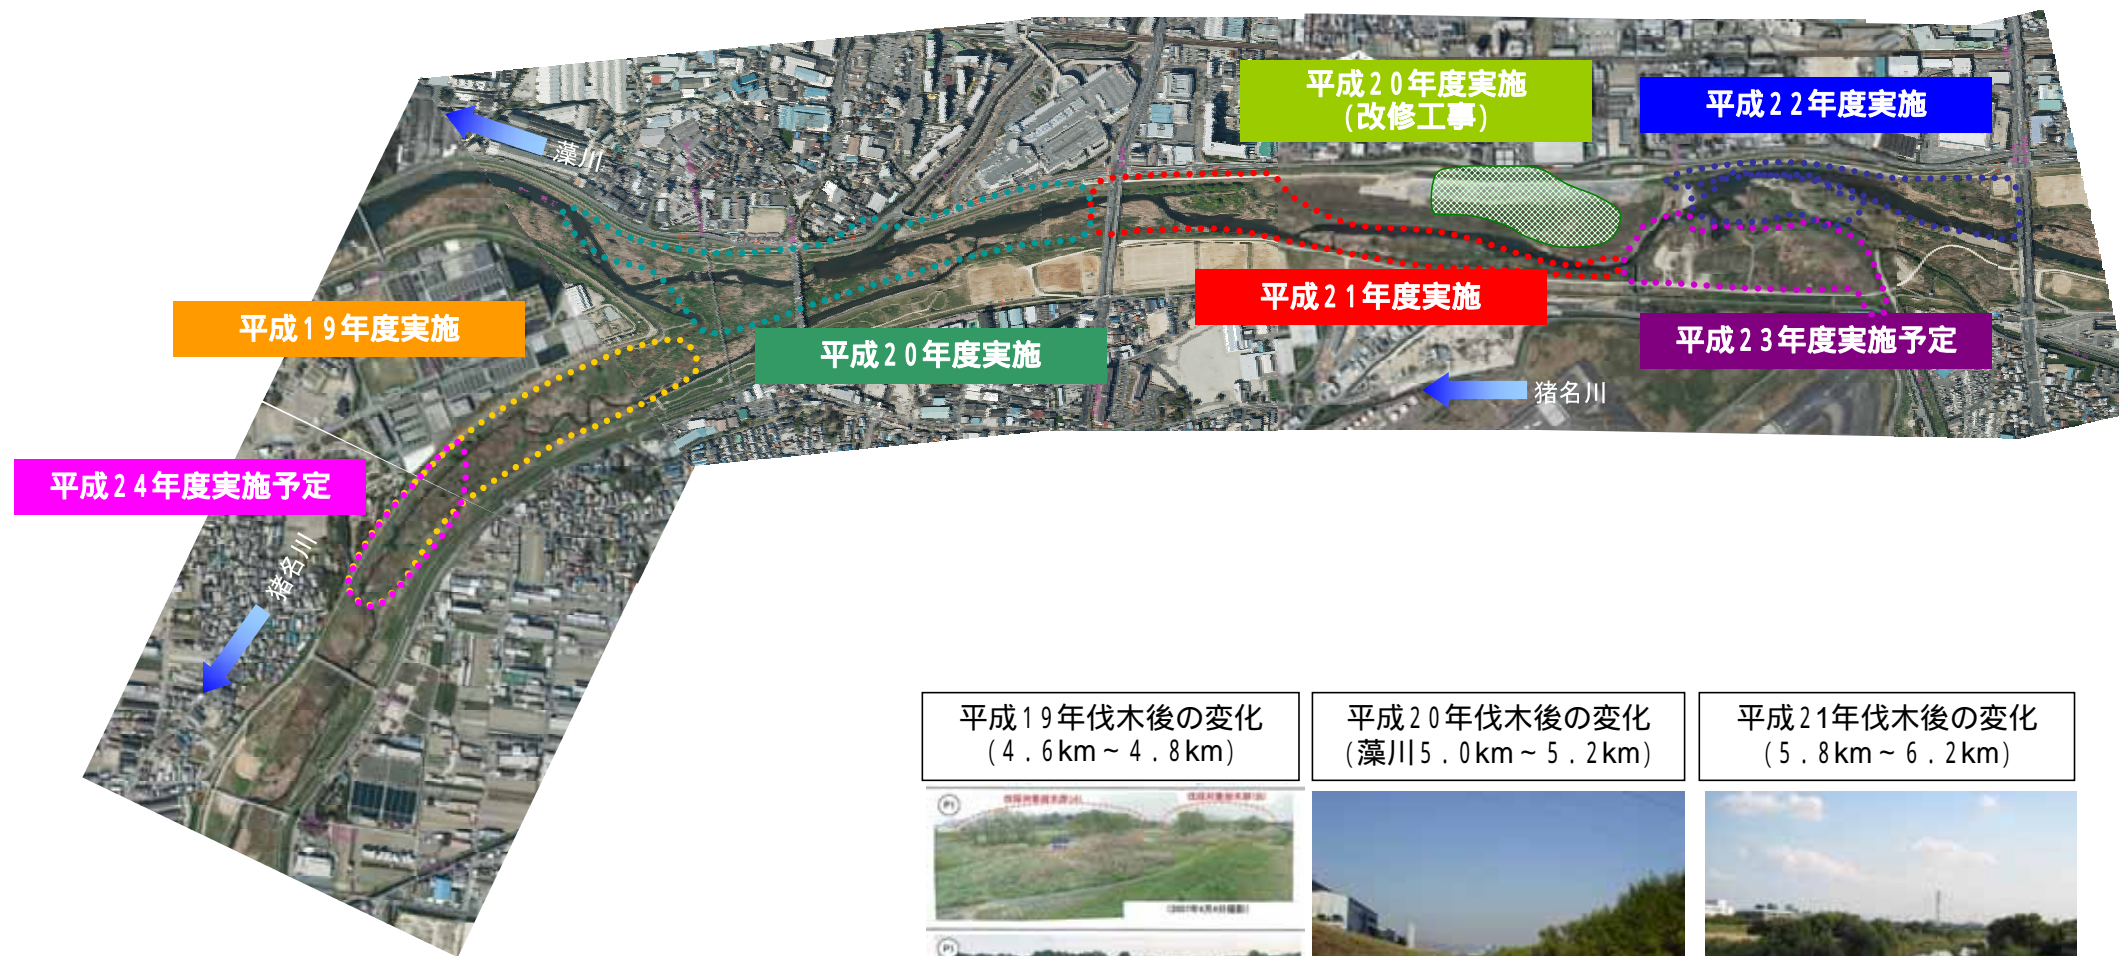 平成20年度実施
(改修工事)
平成22年度実施
藻川
平成19年度実施
平成20年度実施
平成21年度実施
平成23年度実施予定
猪名川
平成24年度実施予定
猪名川
平成19年伐木後の変化
(4.6km~4.8km)
平成20年伐木後の変化
(藻川5.0km~5.2km)
平成21年伐木後の変化
(5.8km~6.2km)
P1
P1